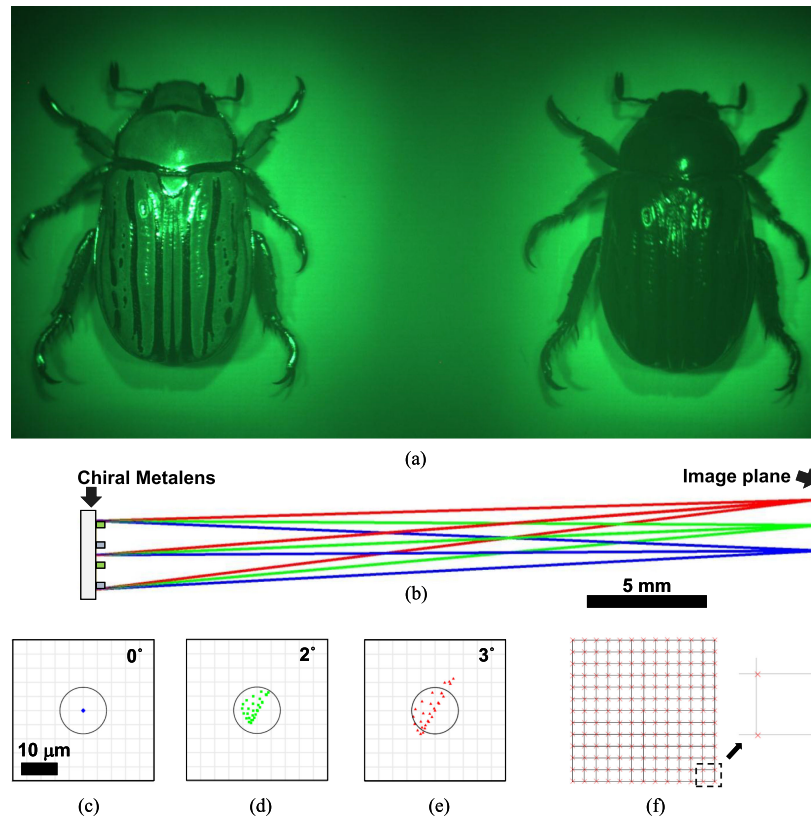 (a)
Chiral Metalens
Image plane
(b)
5 mm
0°
2°
3°
10 μm
(c)
(d)
(e)
(f)